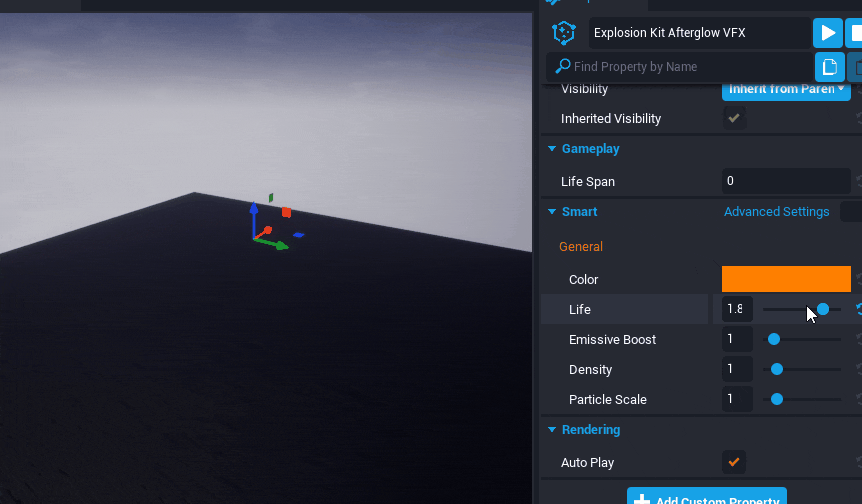 Explosion Kit Afterglow VFX
Find Property by Name
Visibility
Inherit from Paren
Inherited Visibility
Gameplay
Life Span 0
Smart Advanced Settings
General
Color
Life 1.8
Emissive Boost 1
Density 1
Particle Scale 1
Rendering
Auto Play
Add Custom Property